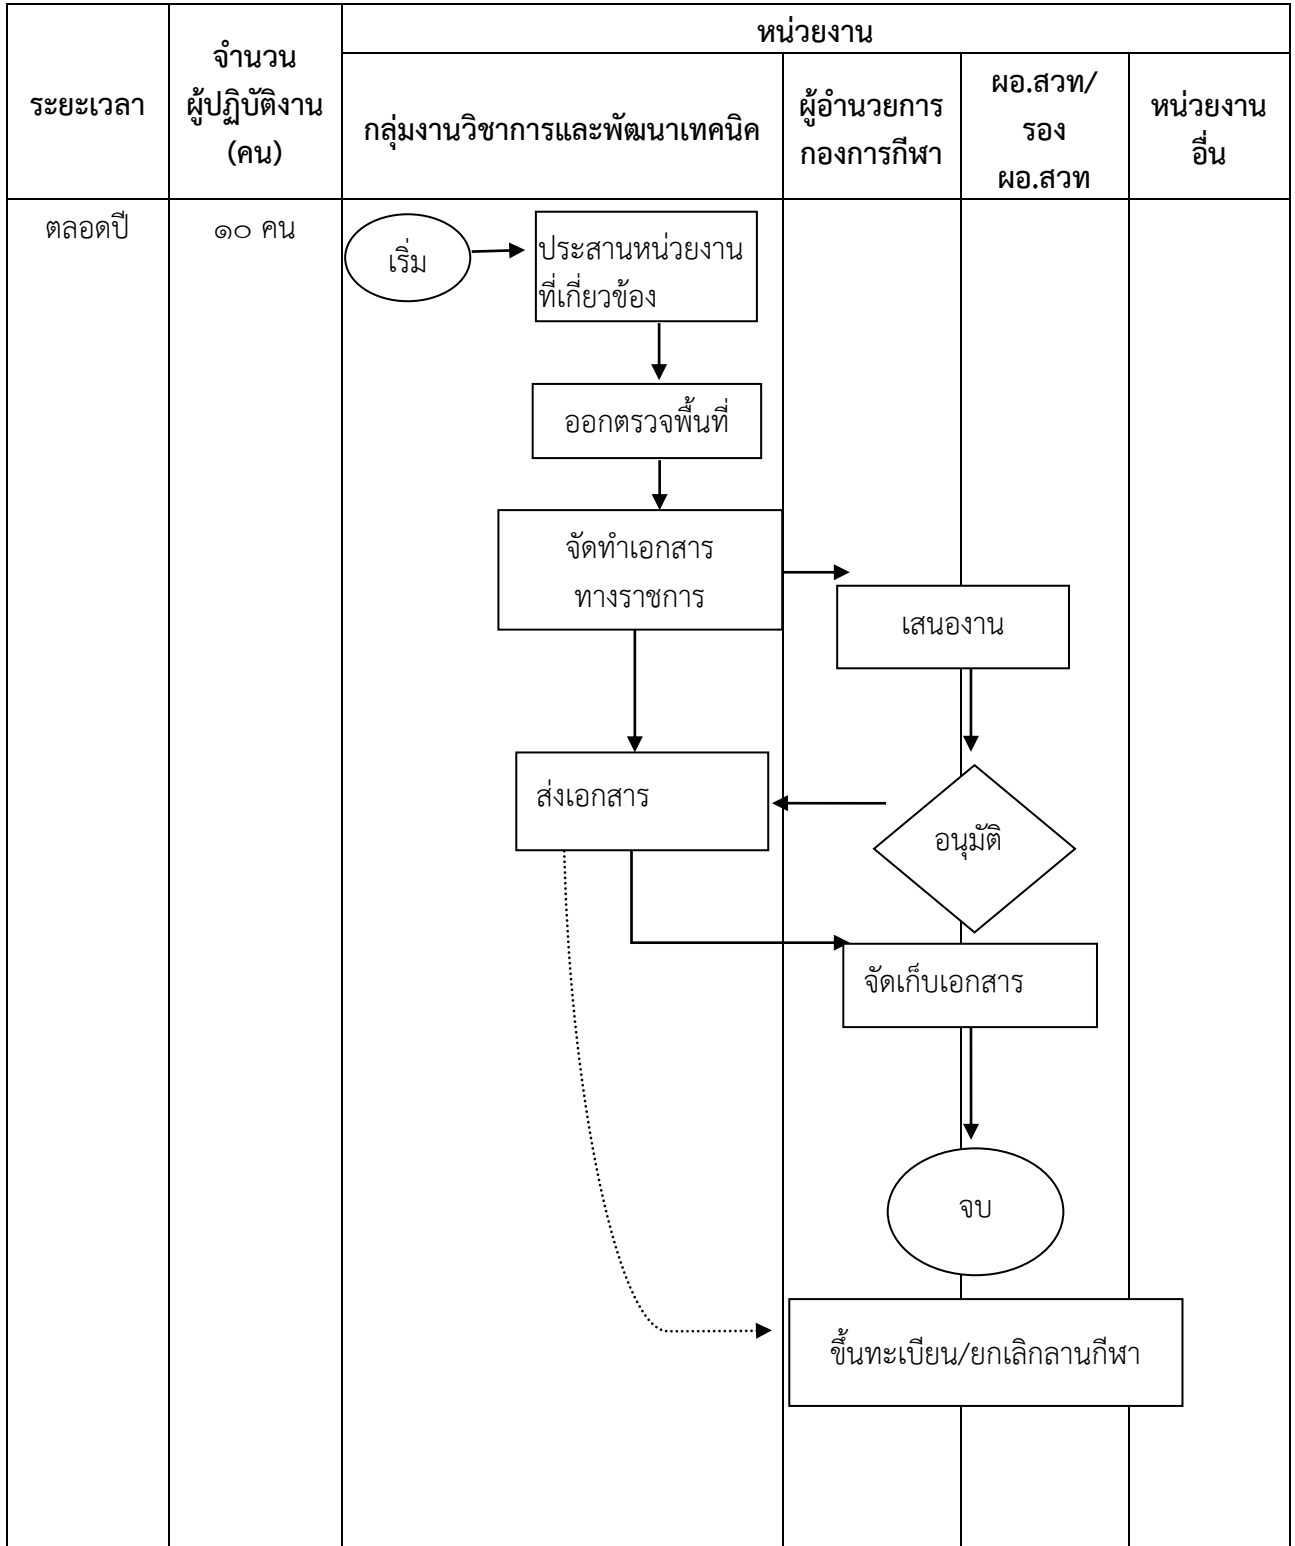 หน่วยงาน
ระยะเวลา
จำนวน
ผู้ปฏิบัติงาน
(คน)
กลุ่มงานวิชาการและพัฒนาเทคนิค
ผู้อำนวยการ
กองการกีฬา
ผอ.สวท/
รอง
ผอ.สวท
หน่วยงาน
อื่น
ตลอดปี
๑๐ คน
เริ่ม
ประสานหน่วยงาน
ที่เกี่ยวข้อง
ออกตรวจพื้นที่
จัดทำเอกสาร
ทางราชการ
เสนองาน
ส่งเอกสาร
อนุมัติ
จัดเก็บเอกสาร
จบ
ขึ้นทะเบียน/ยกเลิกลานกีฬา